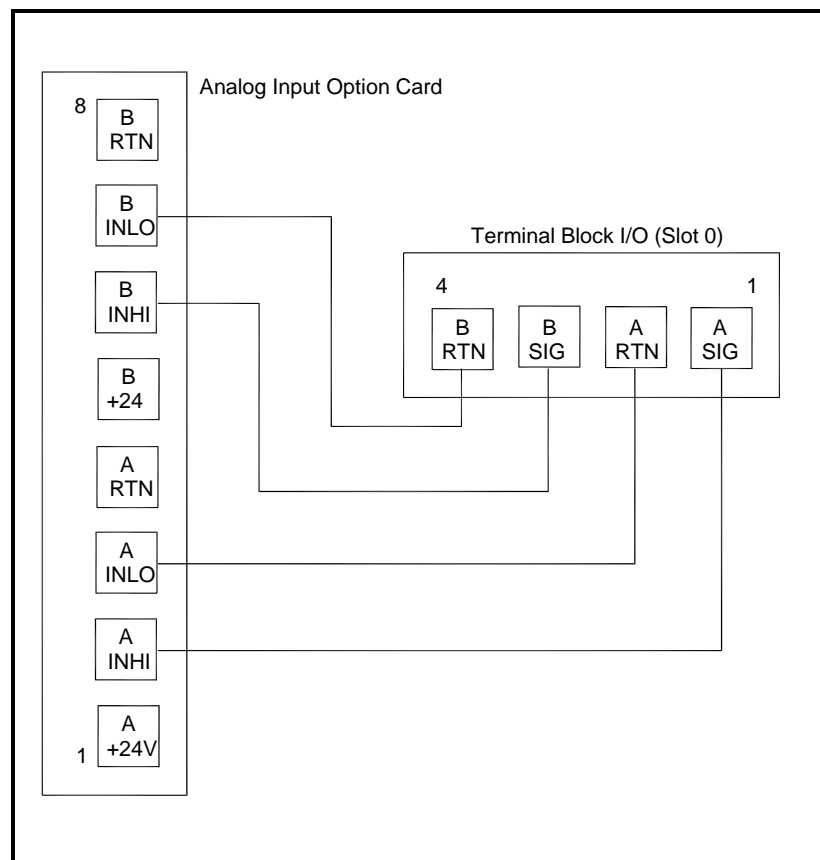 Analog Input Option Card
8
B
RTN
B
INLO
B
INHI
B
+24
A
RTN
A
INLO
A
INHI
A
+24V
1
Terminal Block I/O (Slot 0)
4
1
B
RTN
B
SIG
A
RTN
A
SIG